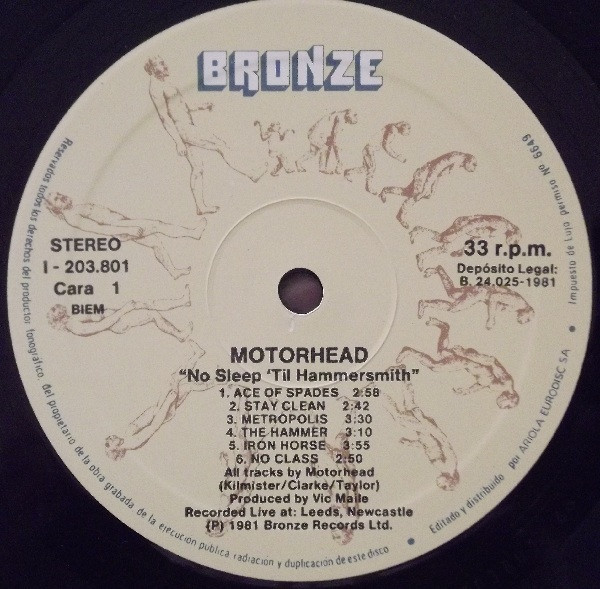 BRONZE
STEREO
I - 203.801
Cara 1
BIEM
33 r.p.m.
Depósito Legal:
B. 24.025-1981
MOTORHEAD
"No Sleep 'Til Hammersmith"
1. ACE OF SPADES 2:58
2. STAY CLEAN 2:42
3. METROPOLIS 3:30
4. THE HAMMER 3:10
5. IRON HORSE 3:55
6. NO CLASS 2:50
All tracks by Motorhead
(Kilmister/Clarke/Taylor)
Produced by Vic Maile
Recorded Live at: Leeds, Newcastle
(P) 1981 Bronze Records Ltd.
Reservados todos los derechos del productor fonográfico, del propietario de la obra grabada, de la ejecución pública, radiación y duplicación de este disco • Editado y distribuido por ARIOLA EURODISC SA • Impuesto de Lujo permiso Nº 6649